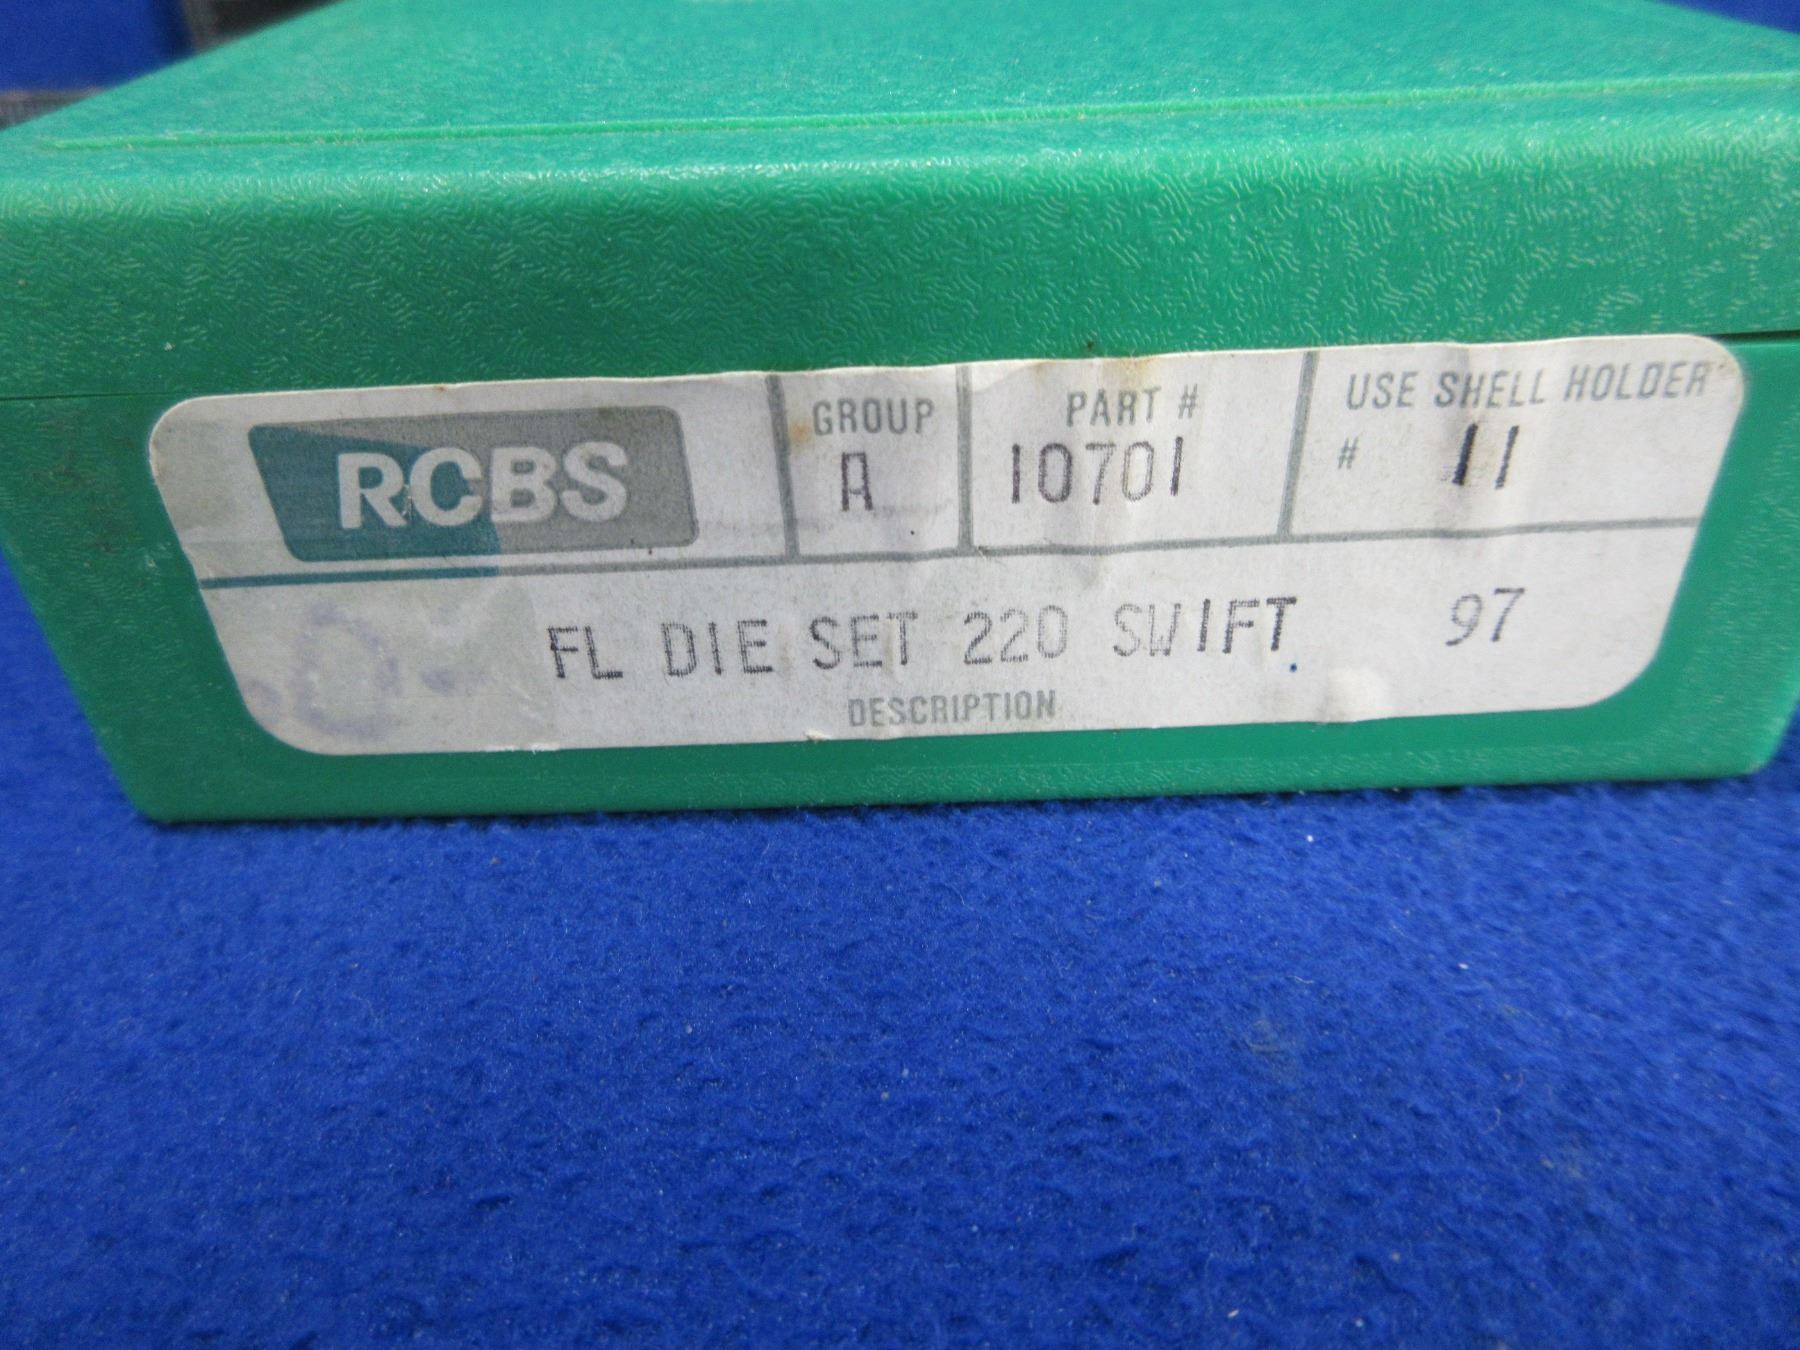 RCBS
GROUP PART # USE SHELL HOLDER
A 10701 # 11
FL DIE SET 220 SWIFT 97
DESCRIPTION